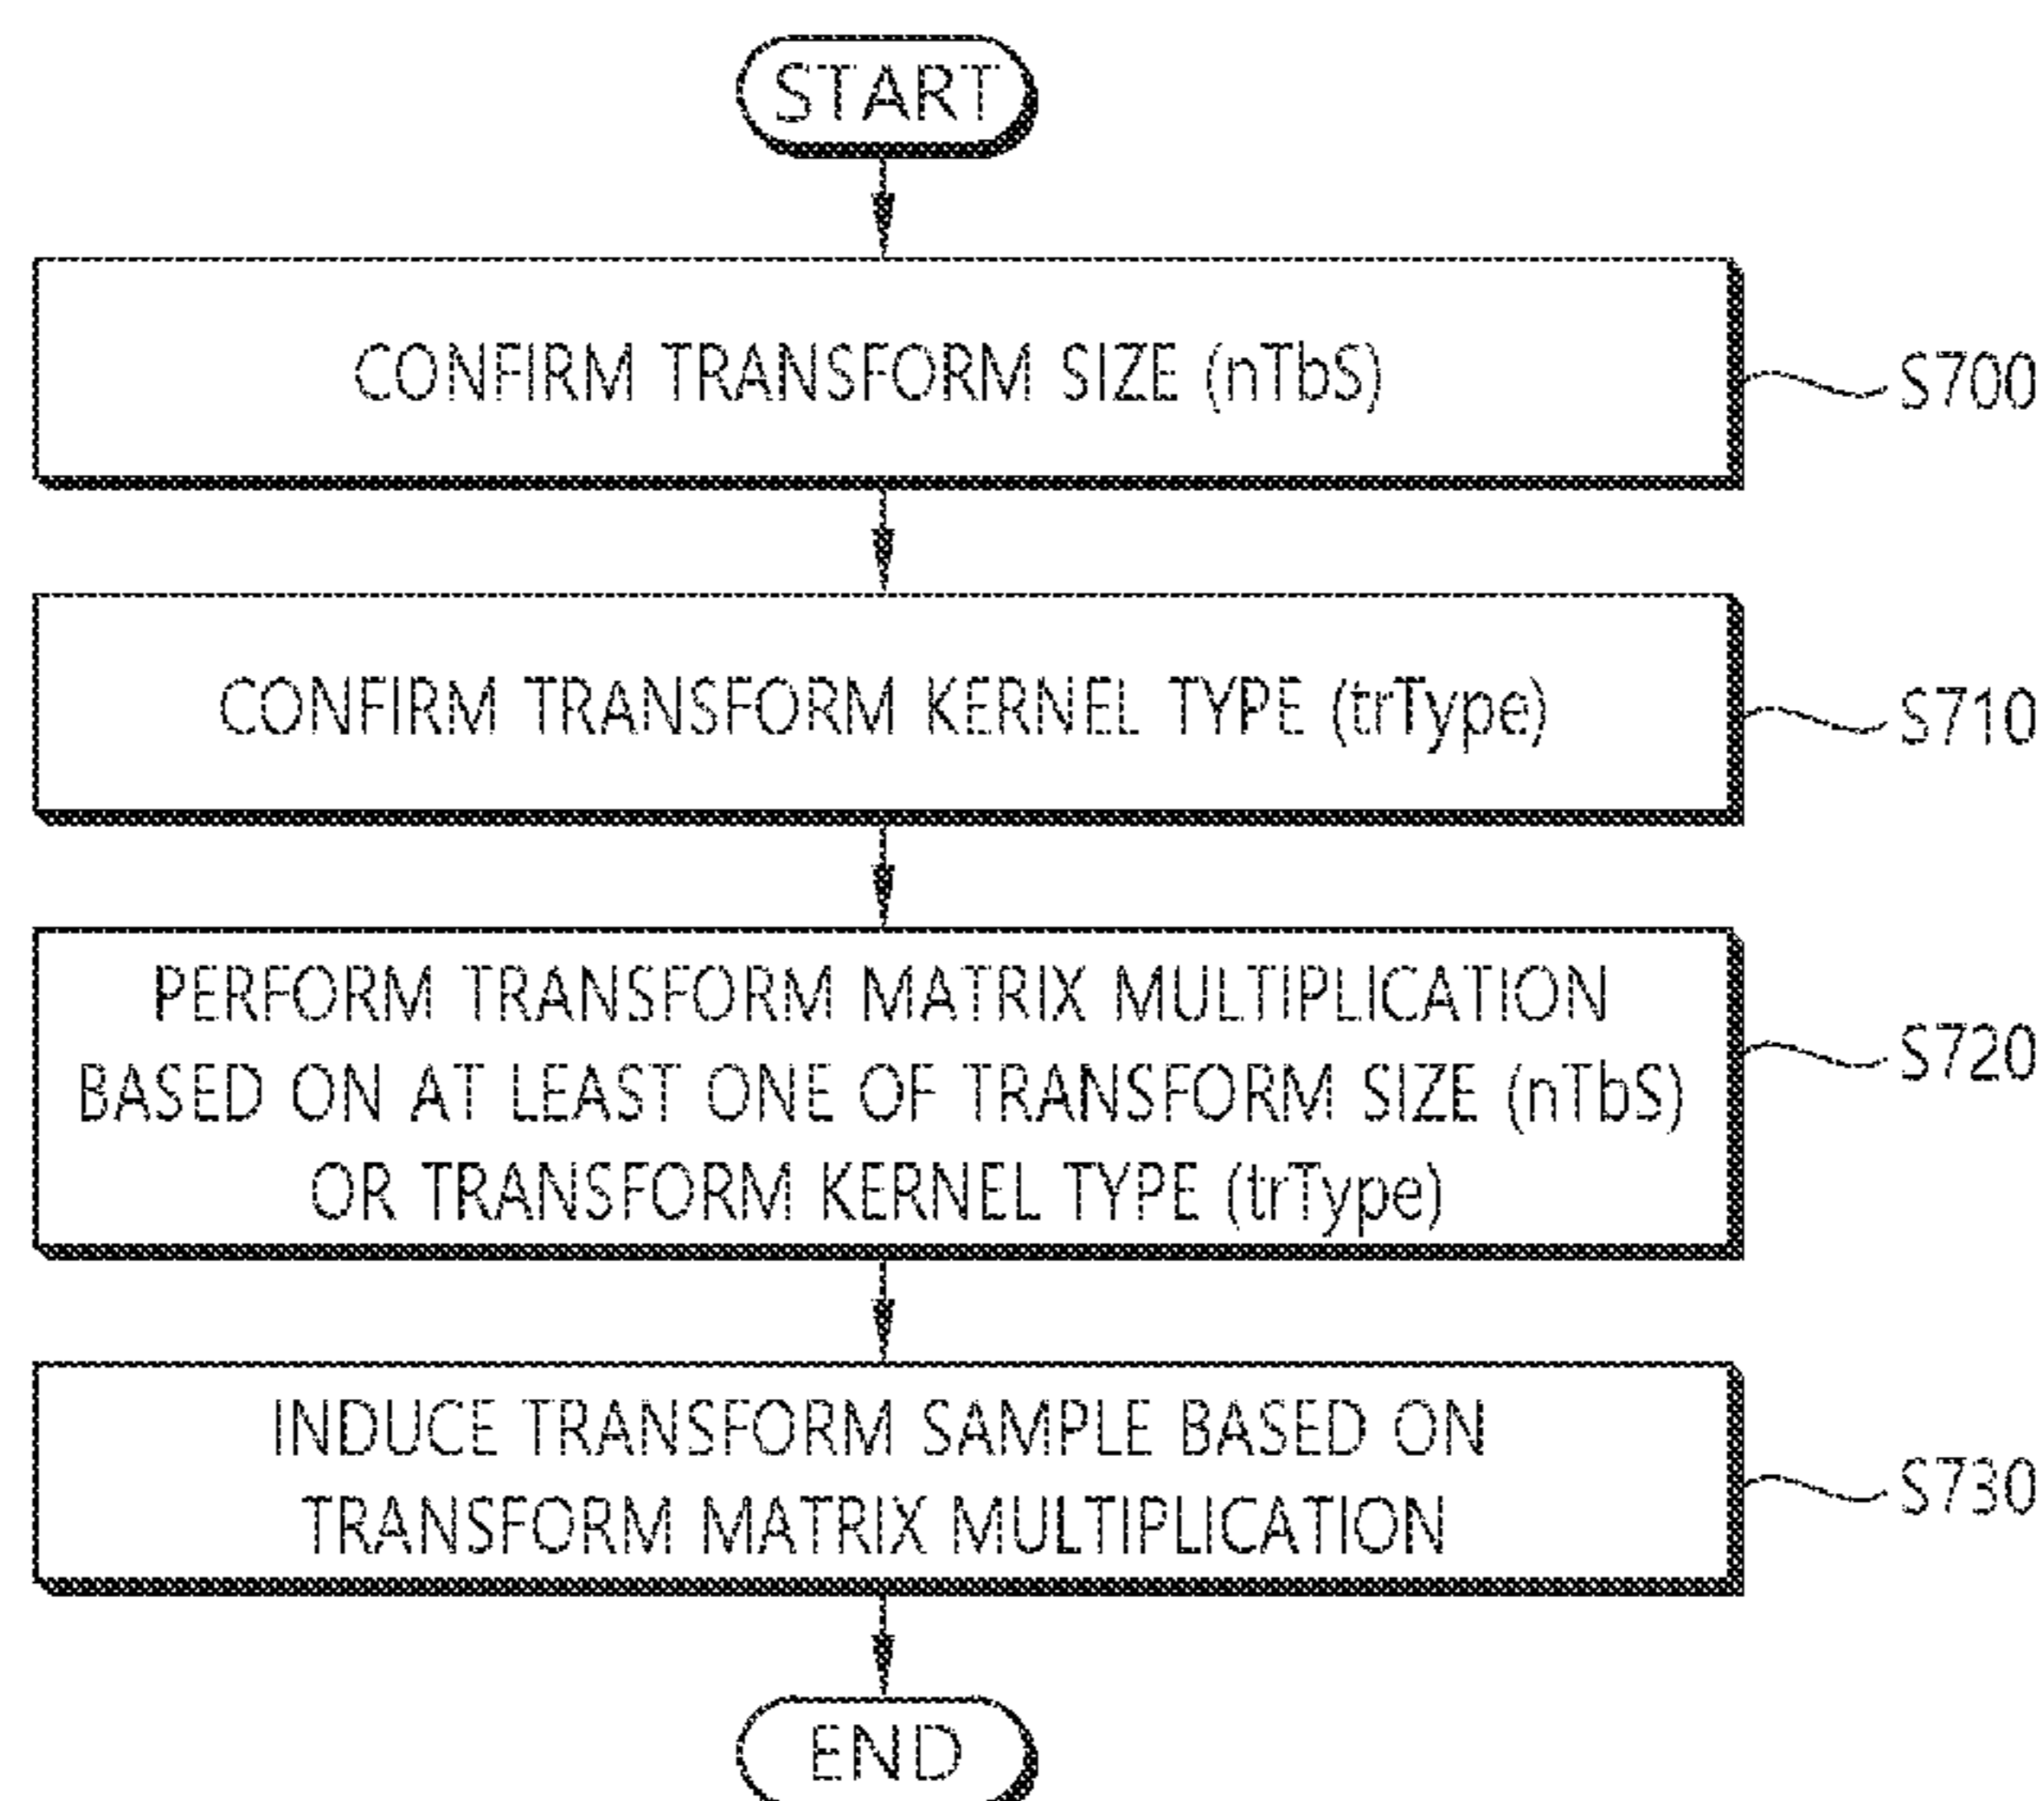 START
CONFIRM TRANSFORM SIZE (nTbS)
S700
CONFIRM TRANSFORM KERNEL TYPE (trType)
S710
PERFORM TRANSFORM MATRIX MULTIPLICATION
BASED ON AT LEAST ONE OF TRANSFORM SIZE (nTbS)
OR TRANSFORM KERNEL TYPE (trType)
S720
INDUCE TRANSFORM SAMPLE BASED ON
TRANSFORM MATRIX MULTIPLICATION
S730
END